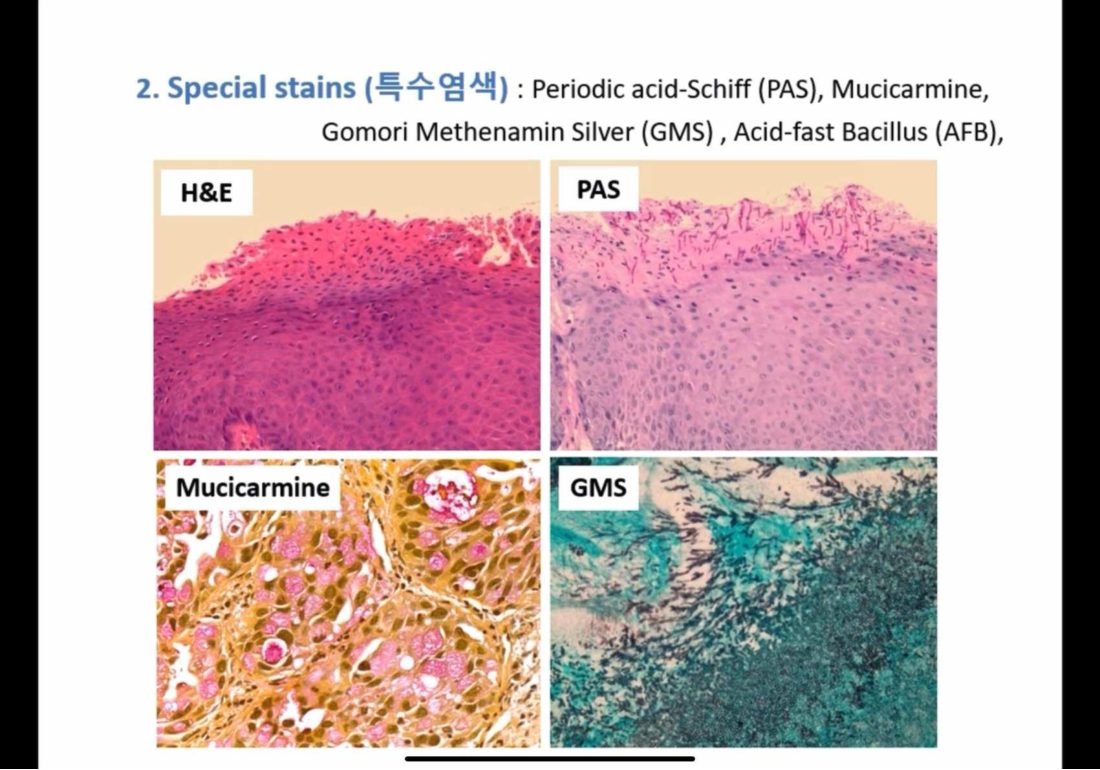 2. Special stains (특수염색) : Periodic acid-Schiff (PAS), Mucicarmine,
Gomori Methenamin Silver (GMS) , Acid-fast Bacillus (AFB),
H&E
PAS
Mucicarmine
GMS